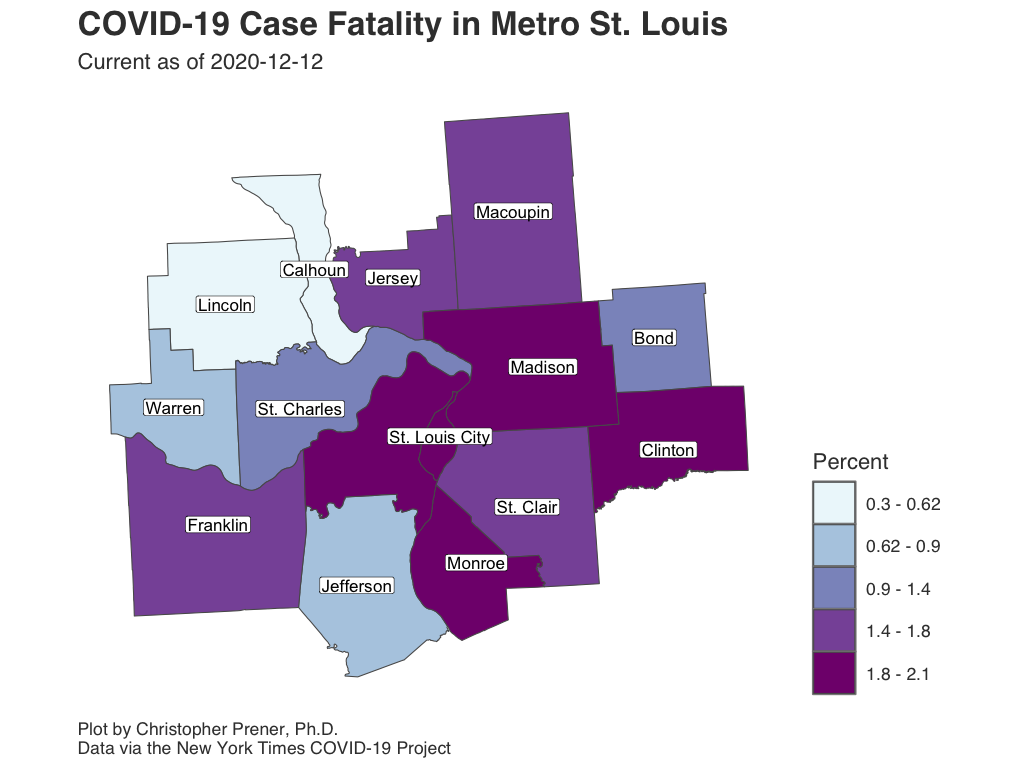 COVID-19 Case Fatality in Metro St. Louis
Current as of 2020-12-12
Macoupin
Calhoun
Jersey
Lincoln
Bond
Madison
Warren
St. Charles
St. Louis City
Clinton
Percent
0.3 - 0.62
St. Clair
Franklin
0.62 - 0.9
Monroe
Jefferson
0.9 - 1.4
1.4 - 1.8
1.8 - 2.1
Plot by Christopher Prener, Ph.D.
Data via the New York Times COVID-19 Project